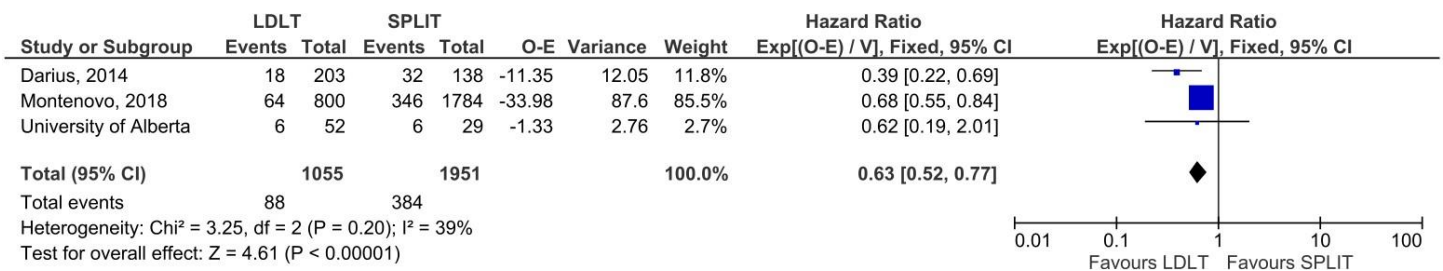 LDLT SPLIT Hazard Ratio Hazard Ratio
Study or Subgroup Events Total Events Total O-E Variance Weight Exp[(O-E) / V], Fixed, 95% CI Exp[(O-E) / V], Fixed, 95% CI
Darius, 2014 18 203 32 138 -11.35 12.05 11.8% 0.39 [0.22, 0.69]
Montenovo, 2018 64 800 346 1784 -33.98 87.6 85.5% 0.68 [0.55, 0.84]
University of Alberta 6 52 6 29 -1.33 2.76 2.7% 0.62 [0.19, 2.01]
Total (95% CI) 1055 1951 100.0% 0.63 [0.52, 0.77]
Total events 88 384
Heterogeneity: Chi² = 3.25, df = 2 (P = 0.20); I² = 39%
Test for overall effect: Z = 4.61 (P < 0.00001)
0.01 0.1 1 10 100
Favours LDLT Favours SPLIT